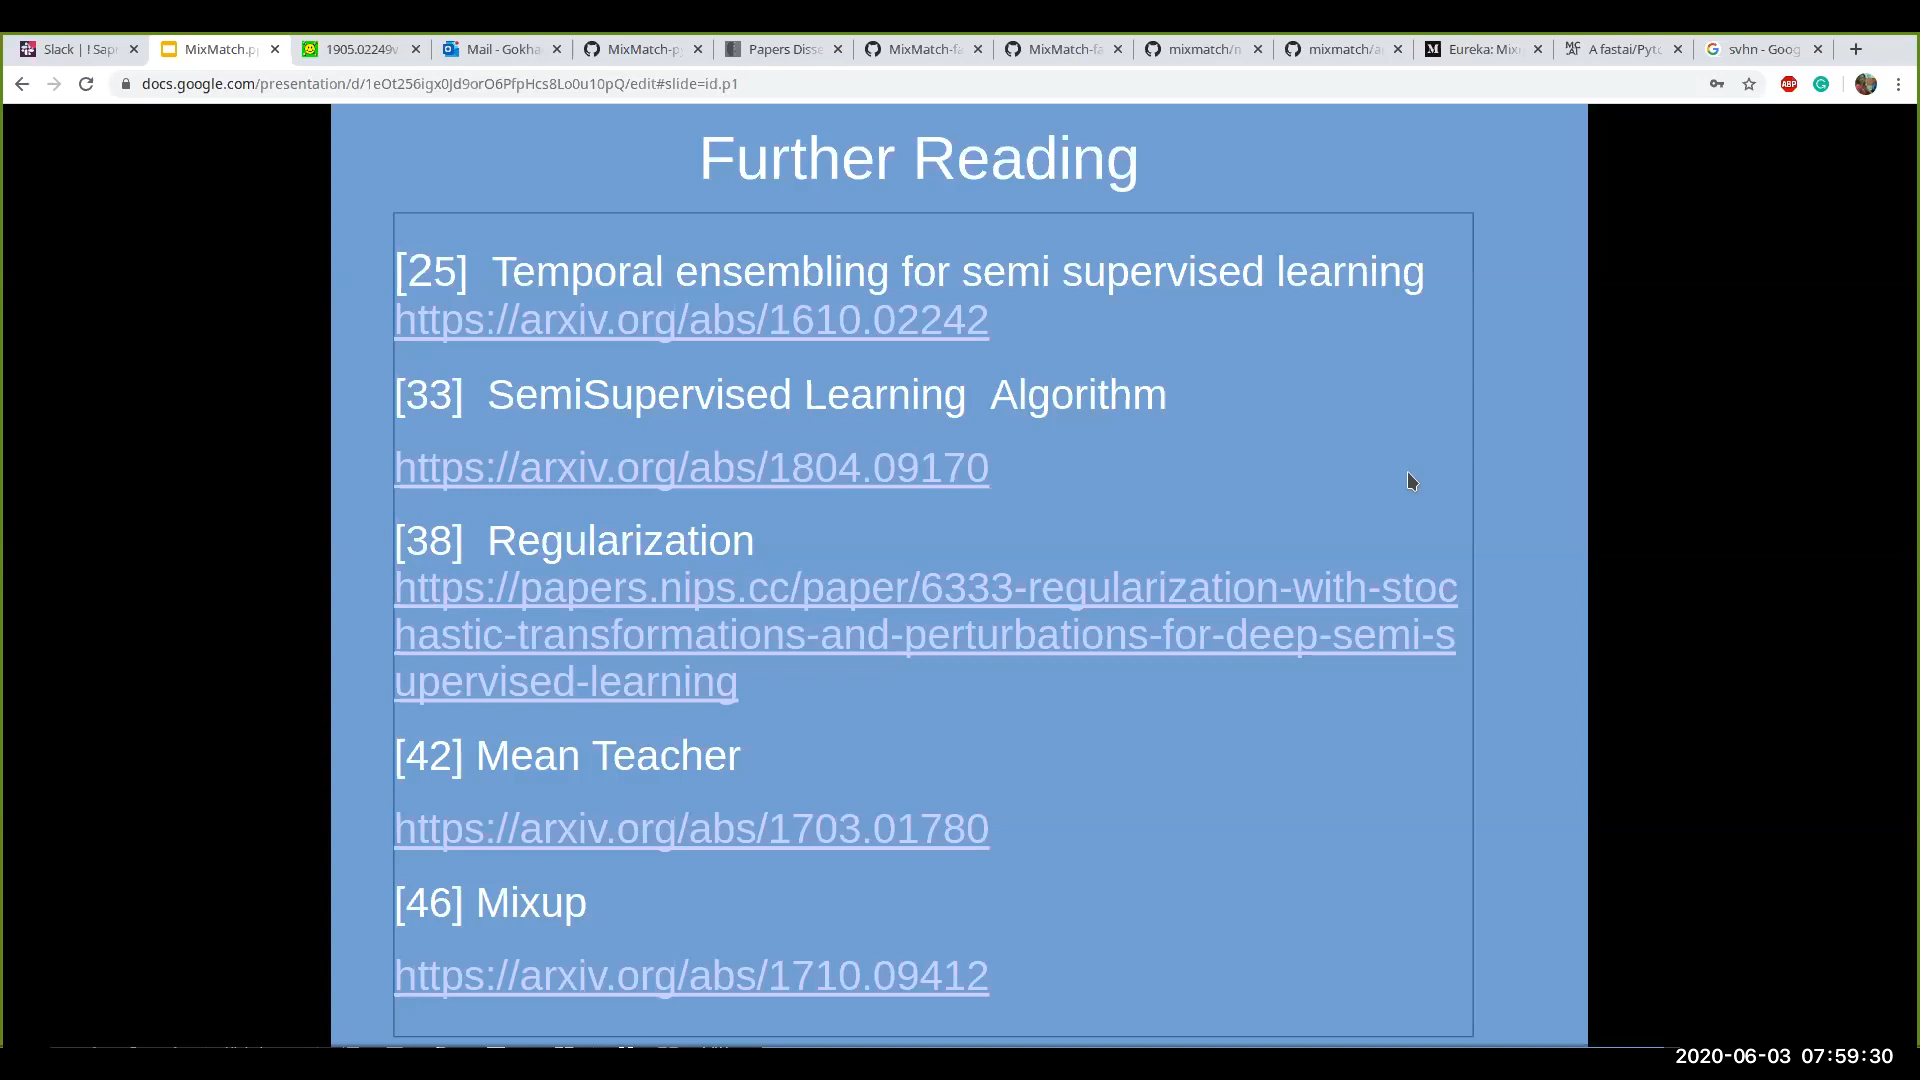 Slack | ! Sap
MixMatch.p
1905.02249v
Mail - Gokha
MixMatch-p
Papers Disse
MixMatch-fa
MixMatch-fa
mixmatch/
mixmatch/a
Eureka: Mix
A fastai/Pytc
svhn - Goog
docs.google.com/presentation/d/1eOt256igx0Jd9orO6PfpHcs8Lo0u10pQ/edit#slide=id.p1
ABP
Further Reading
[25] Temporal ensembling for semi supervised learning
https://arxiv.org/abs/1610.02242
[33] SemiSupervised Learning Algorithm
https://arxiv.org/abs/1804.09170
[38] Regularization
https://papers.nips.cc/paper/6333-regularization-with-stoc
hastic-transformations-and-perturbations-for-deep-semi-s
upervised-learning
[42] Mean Teacher
https://arxiv.org/abs/1703.01780
[46] Mixup
https://arxiv.org/abs/1710.09412
2020-06-03 07:59:30